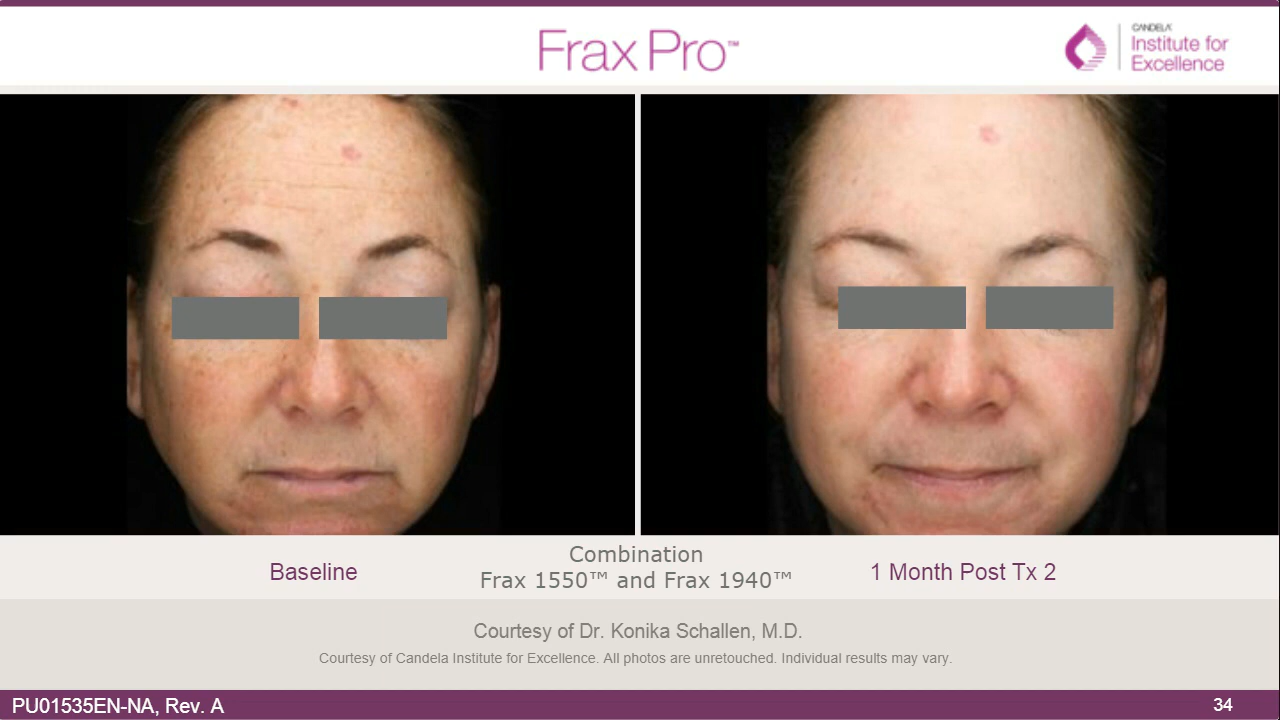 Frax Pro™
CANDELA
Institute for
Excellence
Baseline
Combination
Frax 1550™ and Frax 1940™
1 Month Post Tx 2
Courtesy of Dr. Konika Schallen, M.D.
Courtesy of Candela Institute for Excellence. All photos are unretouched. Individual results may vary.
PU01535EN-NA, Rev. A
34